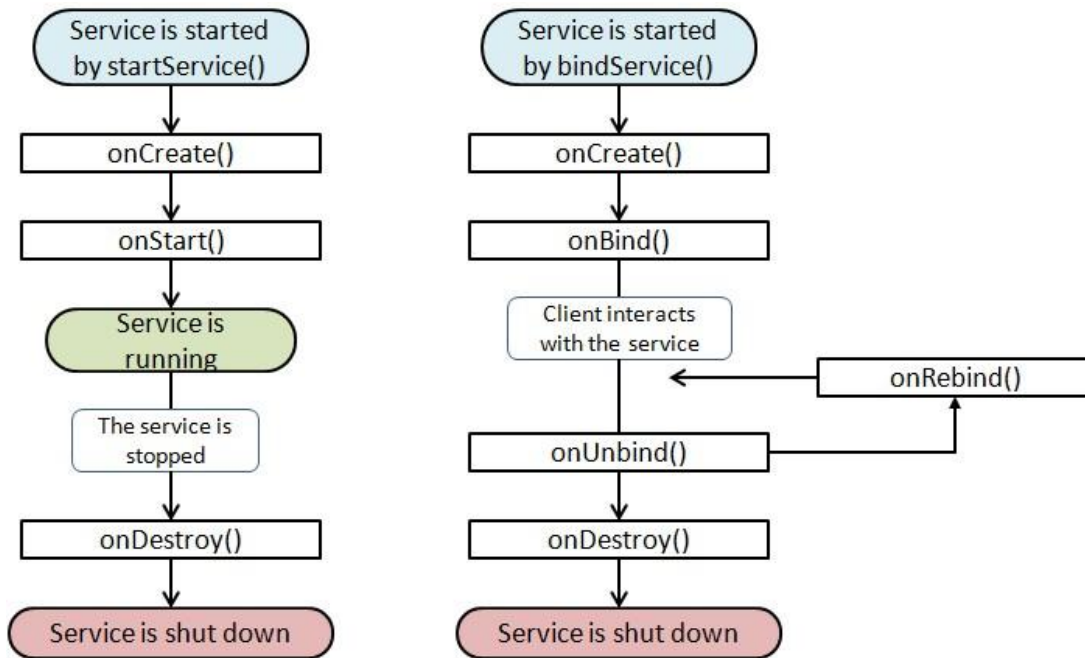 Service is started
by startService()
onCreate()
onStart()
Service is
running
The service is
stopped
onDestroy()
Service is shut down
Service is started
by bindService()
onCreate()
onBind()
Client interacts
with the service
onRebind()
onUnbind()
onDestroy()
Service is shut down